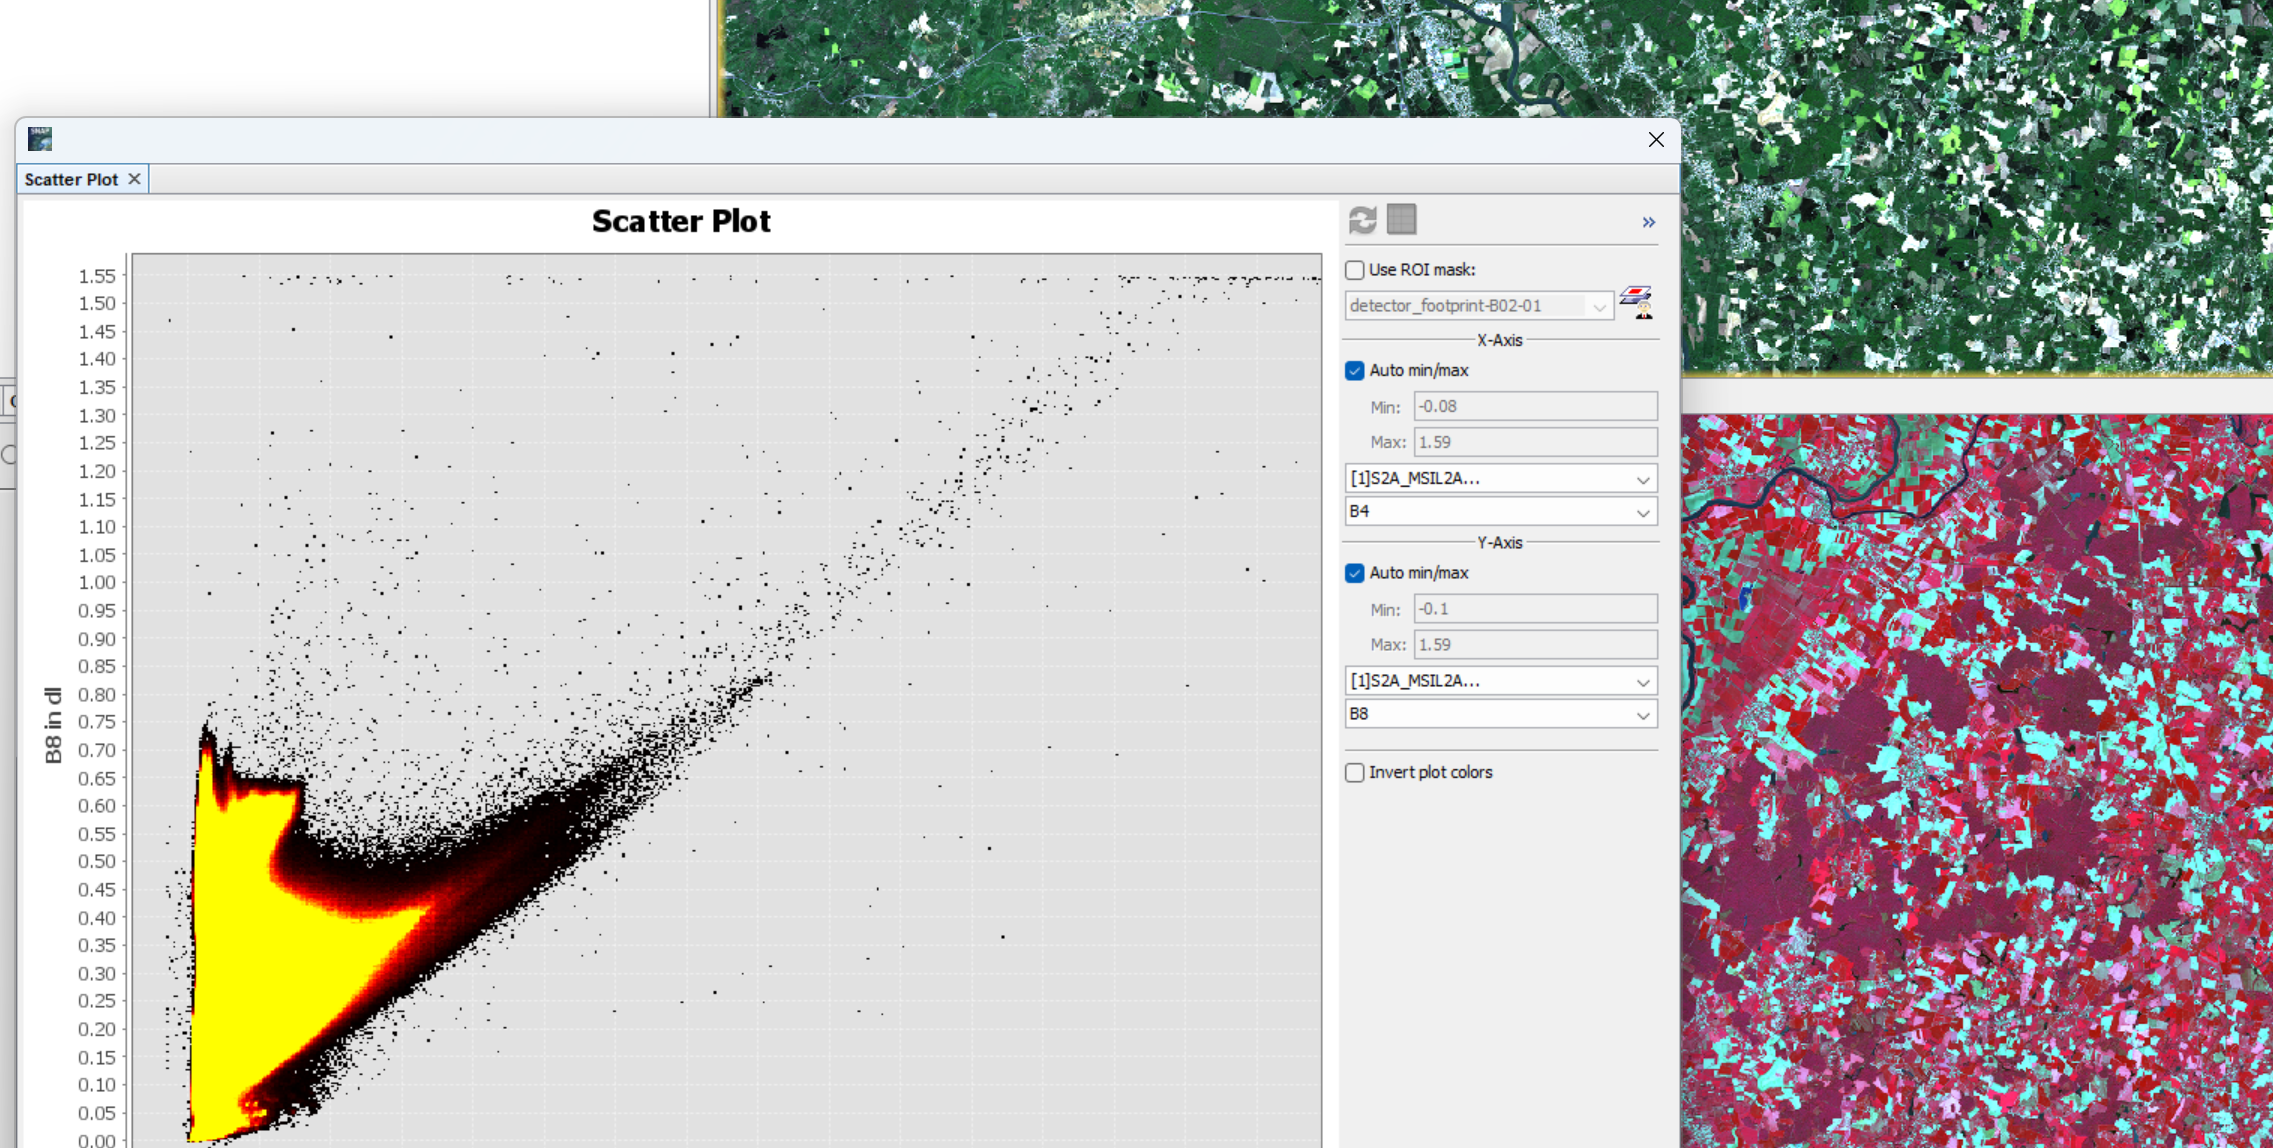 Scatter Plot
Scatter Plot
Use ROI mask:
detector_footprint-B02-01
X-Axis
Auto min/max
Min: -0.08
Max: 1.59
[1]S2A_MSIL2A...
B4
Y-Axis
Auto min/max
Min: -0.1
Max: 1.59
[1]S2A_MSIL2A...
B8
Invert plot colors
B8 in dl
1.55
1.50
1.45
1.40
1.35
1.30
1.25
1.20
1.15
1.10
1.05
1.00
0.95
0.90
0.85
0.80
0.75
0.70
0.65
0.60
0.55
0.50
0.45
0.40
0.35
0.30
0.25
0.20
0.15
0.10
0.05
0.00